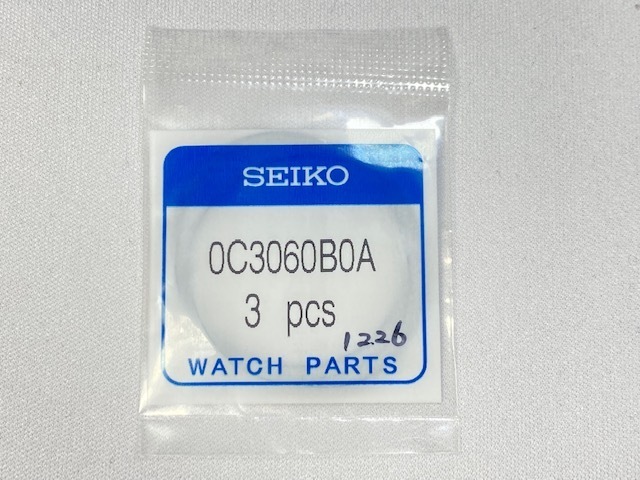 SEIKO
0C3060B0A
3 pcs
1226
WATCH PARTS